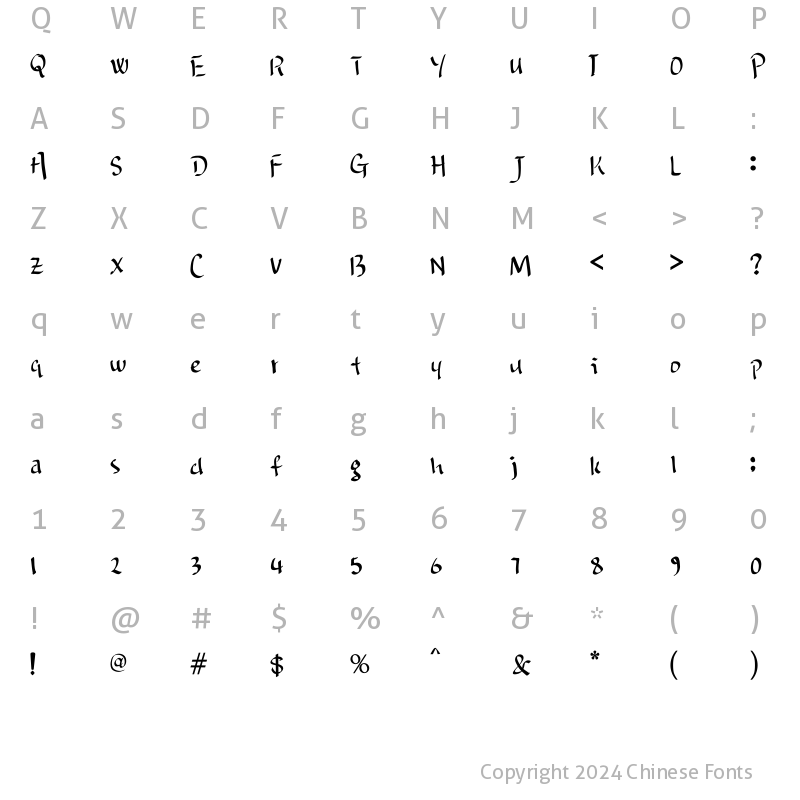 Q W E R T Y U I O P
Q W E R T Y U I O P
A S D F G H J K L :
A S D F G H J K L :
Z X C V B N M < > ?
Z X C V B N M < > ?
q w e r t y u i o p
q w e r t y u i o p
a s d f g h j k l ;
a s d f g h j k l ;
1 2 3 4 5 6 7 8 9 0
1 2 3 4 5 6 7 8 9 0
! @ # $ % ^ & * ( )
! @ # $ % ^ & * ( )
Copyright 2024 Chinese Fonts